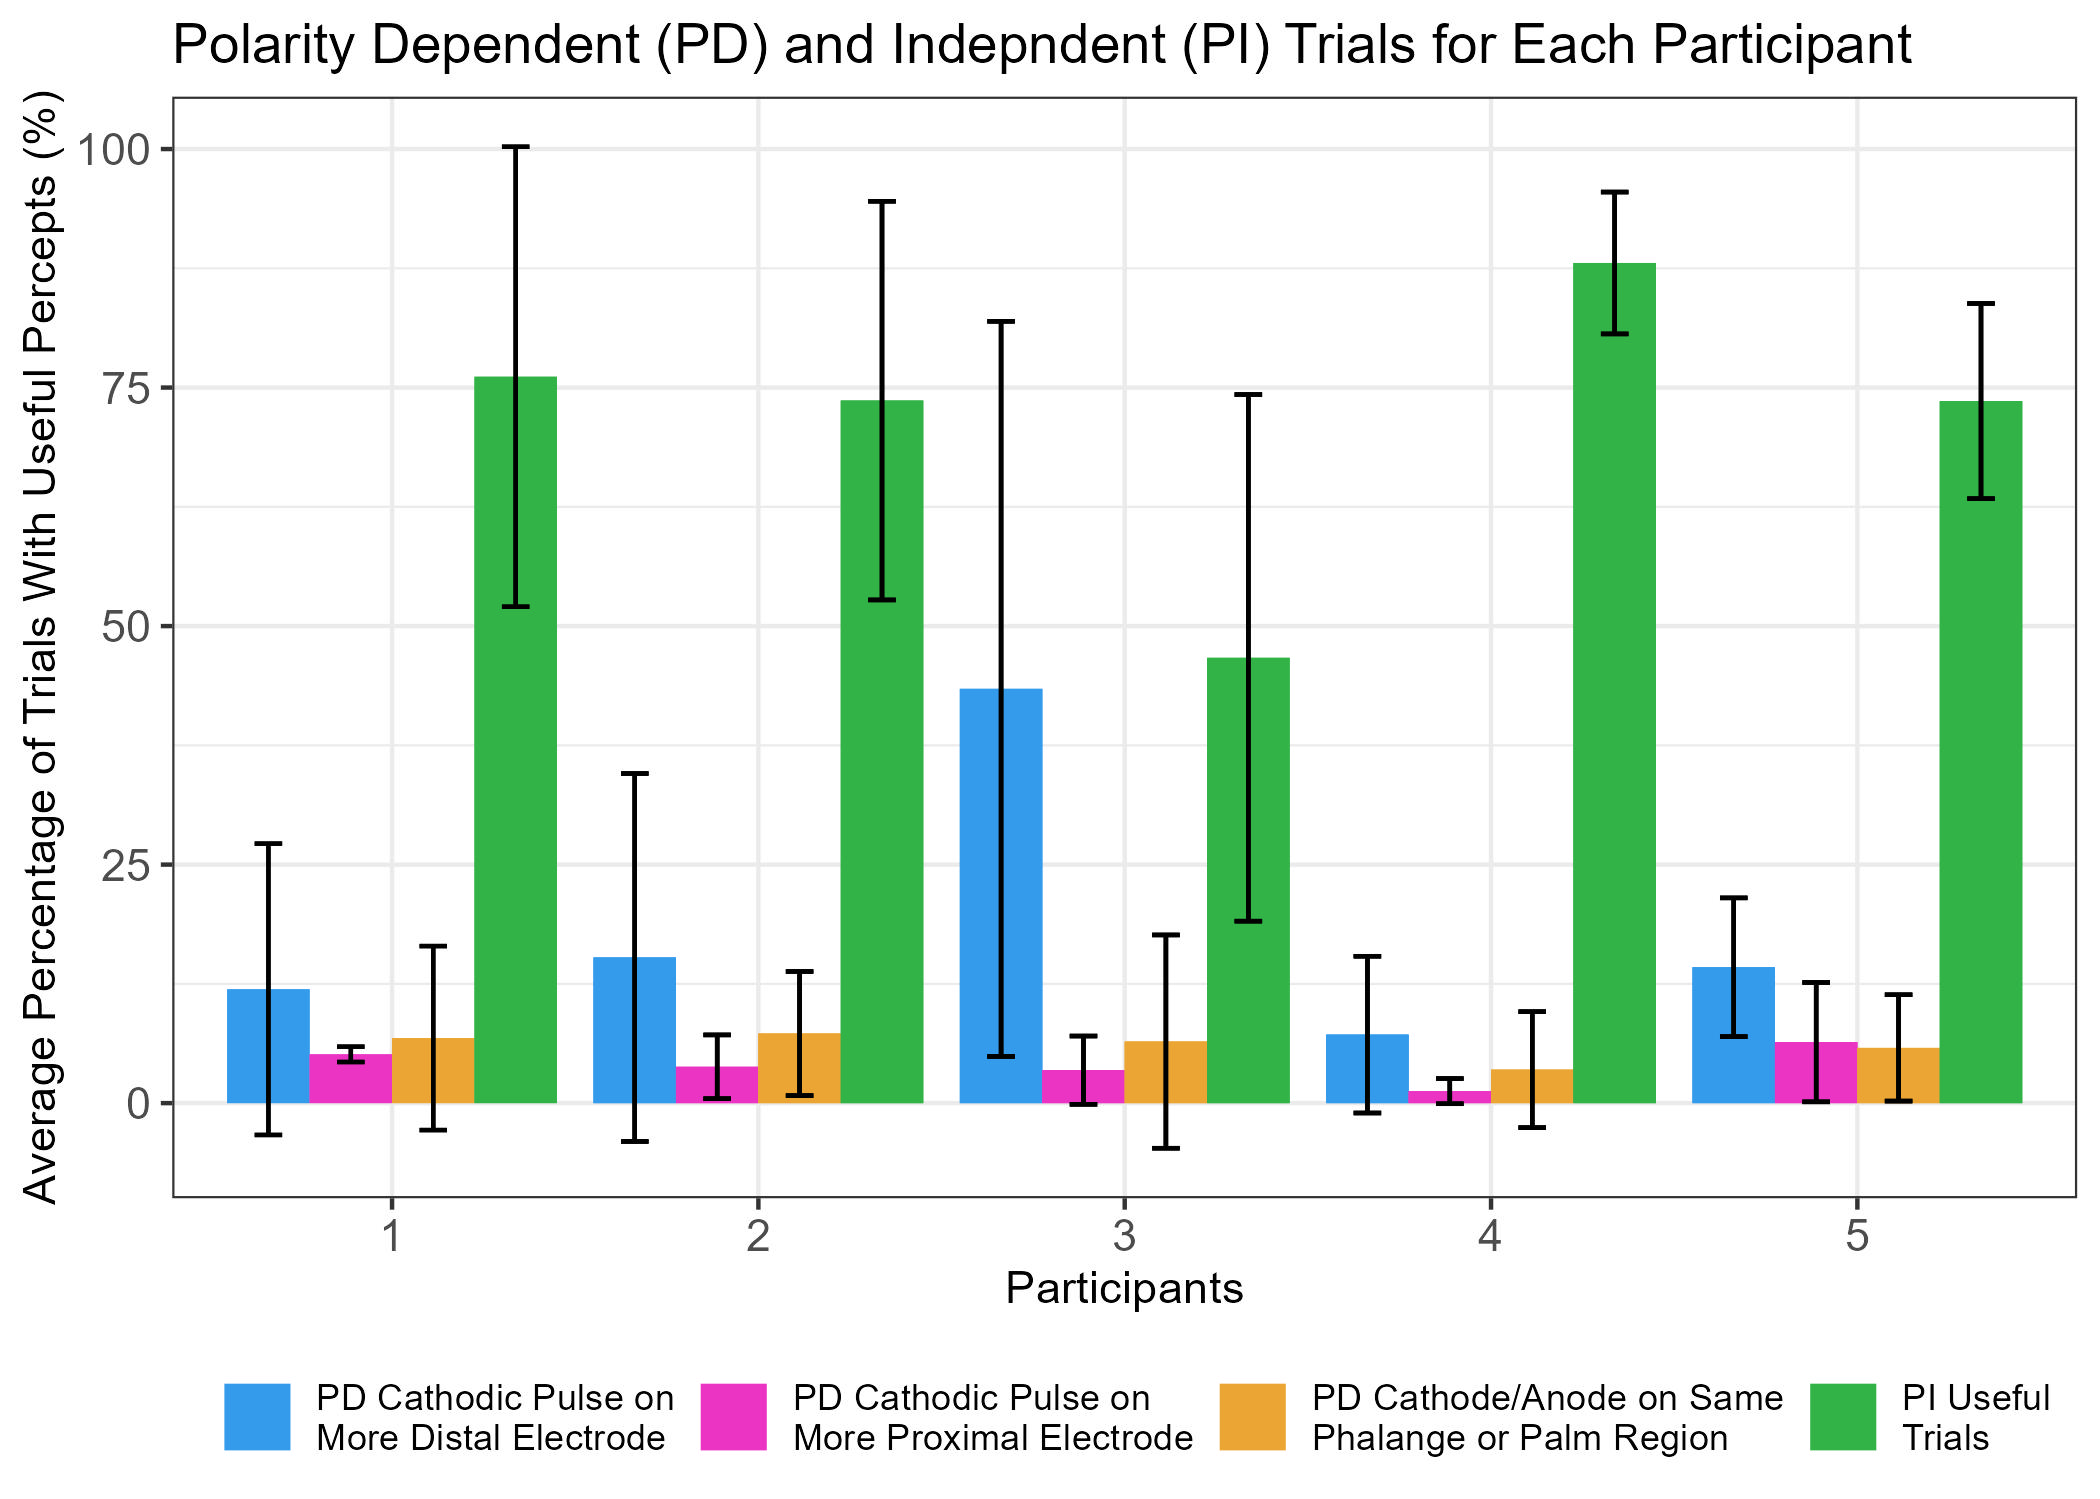 Polarity Dependent (PD) and Indepndent (PI) Trials for Each Participant
Average Percentage of Trials With Useful Percepts (%)
100
75
50
25
0
1
2
3
4
5
Participants
PD Cathodic Pulse on
More Distal Electrode
PD Cathodic Pulse on
More Proximal Electrode
PD Cathode/Anode on Same
Phalange or Palm Region
PI Useful
Trials